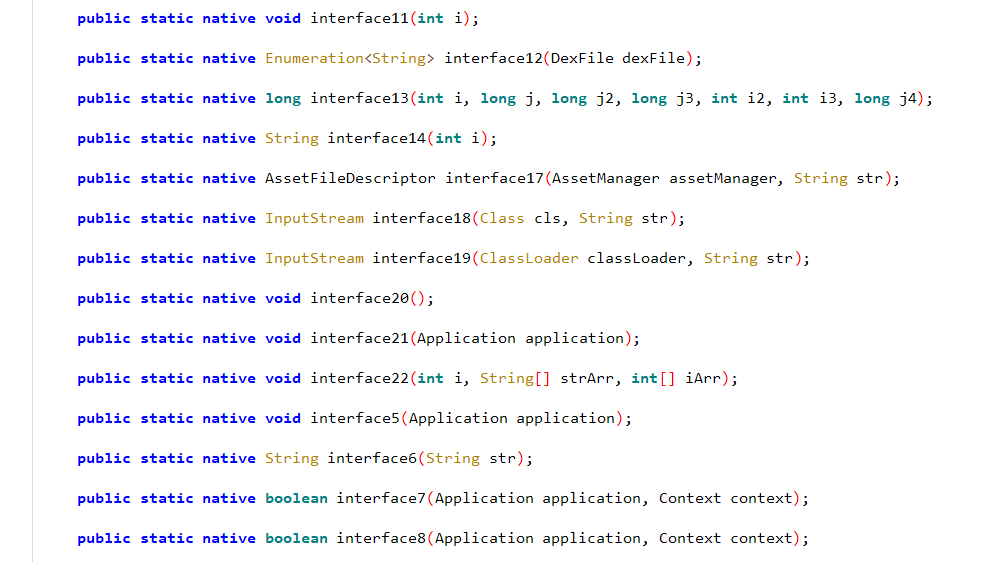 public static native void interface11(int i);
public static native Enumeration<String> interface12(DexFile dexFile);
public static native long interface13(int i, long j, long j2, long j3, int i2, int i3, long j4);
public static native String interface14(int i);
public static native AssetFileDescriptor interface17(AssetManager assetManager, String str);
public static native InputStream interface18(Class cls, String str);
public static native InputStream interface19(ClassLoader classLoader, String str);
public static native void interface20();
public static native void interface21(Application application);
public static native void interface22(int i, String[] strArr, int[] iArr);
public static native void interface5(Application application);
public static native String interface6(String str);
public static native boolean interface7(Application application, Context context);
public static native boolean interface8(Application application, Context context);